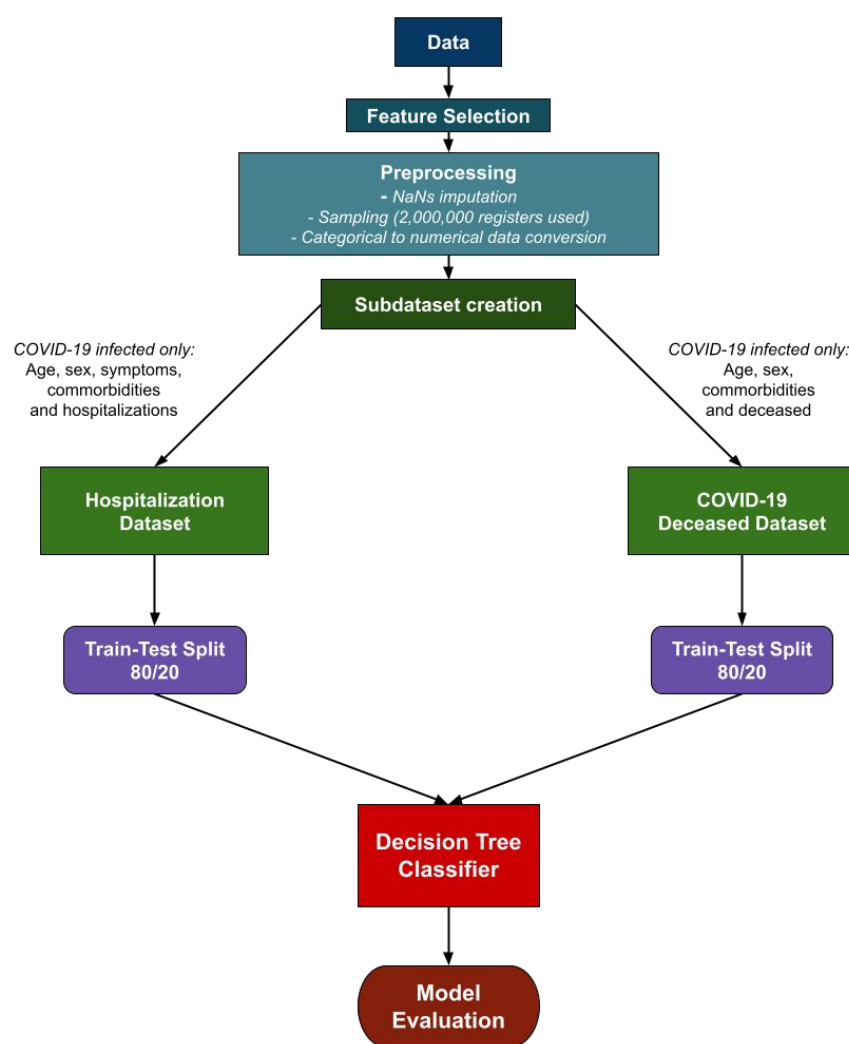 Data
Feature Selection
Preprocessing
- NaNs imputation
- Sampling (2,000,000 registers used)
- Categorical to numerical data conversion
Subdataset creation
COVID-19 infected only:
Age, sex, symptoms,
commorbidities
and hospitalizations
COVID-19 infected only:
Age, sex,
commorbidities
and deceased
Hospitalization
Dataset
COVID-19
Deceased Dataset
Train-Test Split
80/20
Train-Test Split
80/20
Decision Tree
Classifier
Model
Evaluation